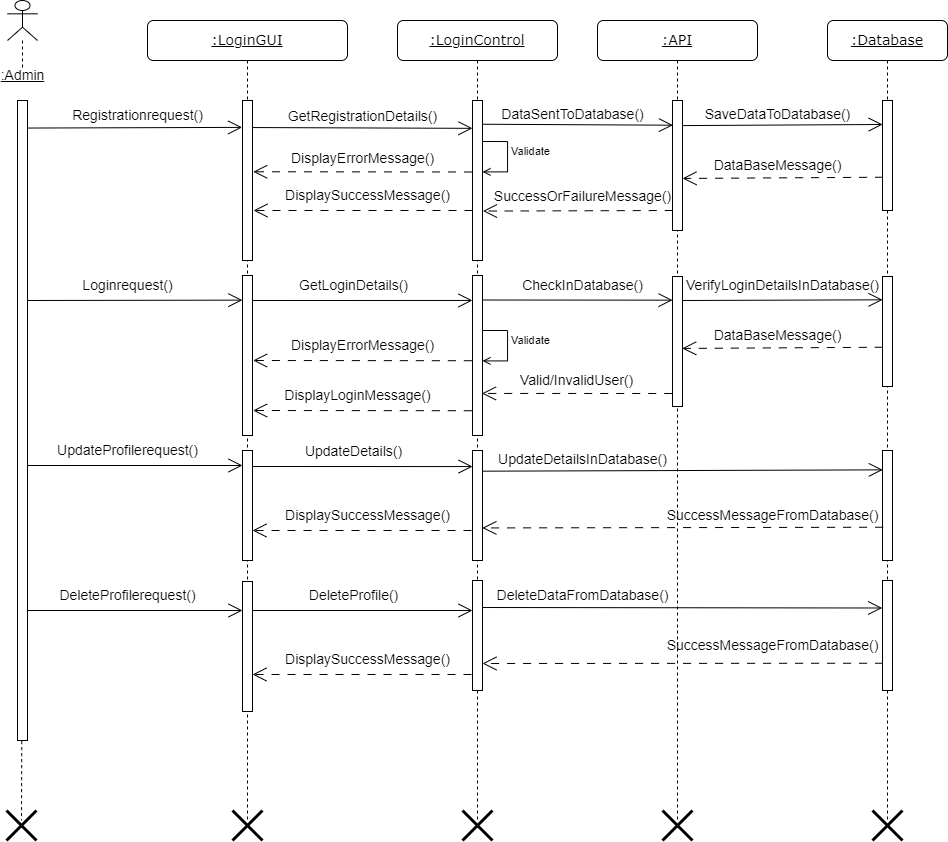 :LoginGUI
:LoginControl
:API
:Database
:Admin
Registrationrequest()
GetRegistrationDetails()
DataSentToDatabase()
SaveDataToDatabase()
Validate
DisplayErrorMessage()
DataBaseMessage()
DisplaySuccessMessage()
SuccessOrFailureMessage()
Loginrequest()
GetLoginDetails()
CheckInDatabase()
VerifyLoginDetailsInDatabase()
Validate
DisplayErrorMessage()
DataBaseMessage()
Valid/InvalidUser()
DisplayLoginMessage()
UpdateProfilerequest()
UpdateDetails()
UpdateDetailsInDatabase()
DisplaySuccessMessage()
SuccessMessageFromDatabase()
DeleteProfilerequest()
DeleteProfile()
DeleteDataFromDatabase()
SuccessMessageFromDatabase()
DisplaySuccessMessage()